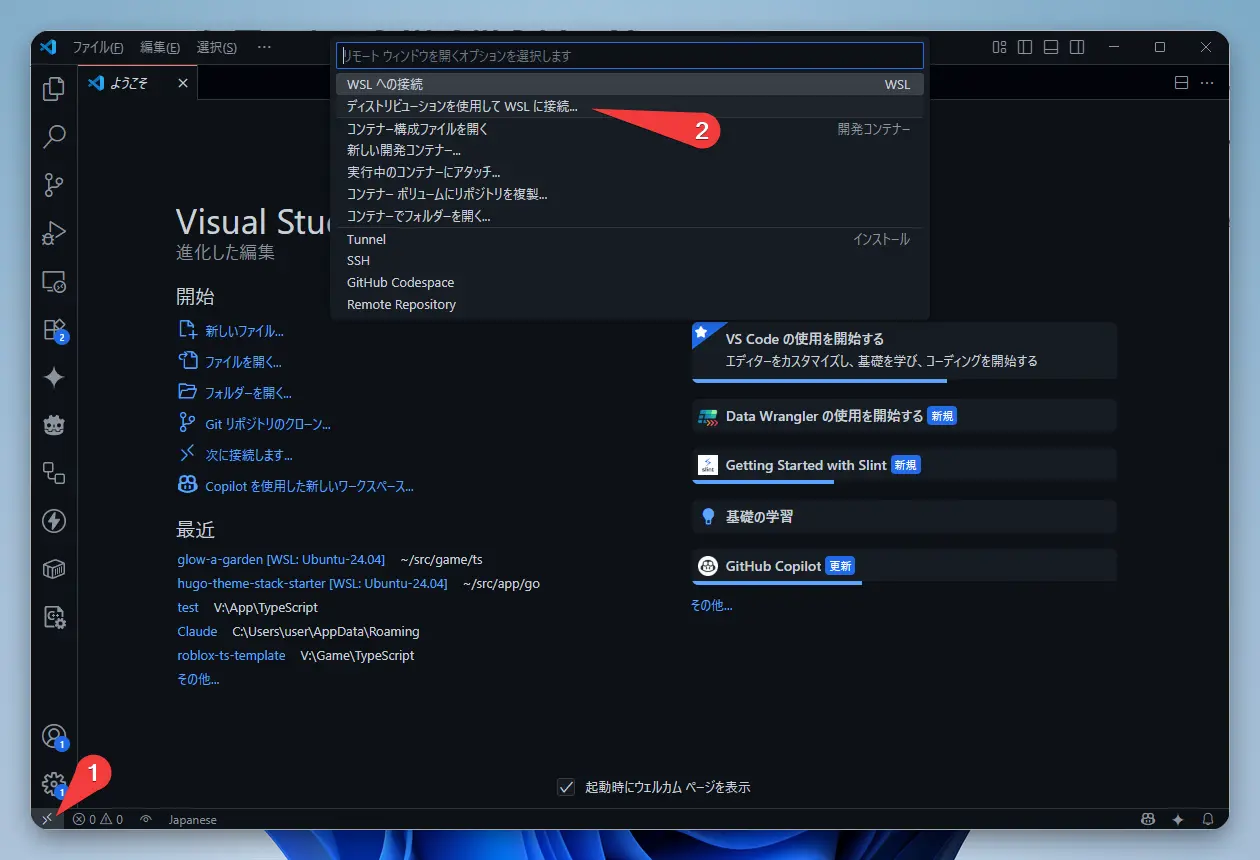 ファイル(F) 編集(E) 選択(S) ···
リモート ウィンドウを開くオプションを選択します
ようこそ
WSL への接続 WSL
ディストリビューションを使用して WSL に接続...
2
コンテナー構成ファイルを開く 開発コンテナー
新しい開発コンテナー...
実行中のコンテナーにアタッチ...
コンテナー ボリュームにリポジトリを複製...
コンテナーでフォルダーを開く...
Tunnel インストール
SSH
GitHub Codespace
Remote Repository
Visual Stu
進化した編集
開始
新しいファイル...
ファイルを開く...
フォルダーを開く...
Git リポジトリのクローン...
次に接続します...
Copilot を使用した新しいワークスペース...
最近
glow-a-garden [WSL: Ubuntu-24.04] ~/src/game/ts
hugo-theme-stack-starter [WSL: Ubuntu-24.04] ~/src/app/go
test V:\App\TypeScript
Claude C:\Users\user\AppData\Roaming
roblox-ts-template V:\Game\TypeScript
その他...
VS Code の使用を開始する
エディターをカスタマイズし、基礎を学び、コーディングを開始する
Data Wrangler の使用を開始する 新規
slint
Getting Started with Slint 新規
基礎の学習
GitHub Copilot 更新
その他...
2
1
1
1
起動時にウェルカム ページを表示
0 0 Japanese